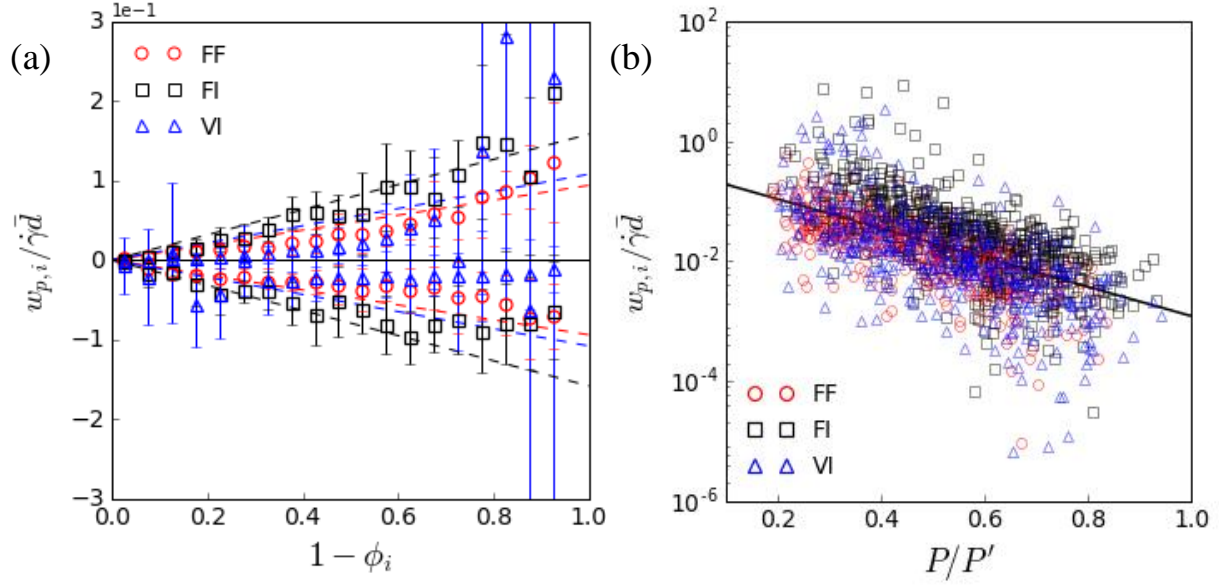 (a)
1e-1
3
2
1
0
−1
−2
−3
w_{p,i}/γ̇d̄
FF
FI
VI
0.0 0.2 0.4 0.6 0.8 1.0
1 − ϕ_i
(b)
10^2
10^0
10^{-2}
10^{-4}
10^{-6}
w_{p,i}/γ̇d̄
FF
FI
VI
0.2 0.4 0.6 0.8 1.0
P/P′